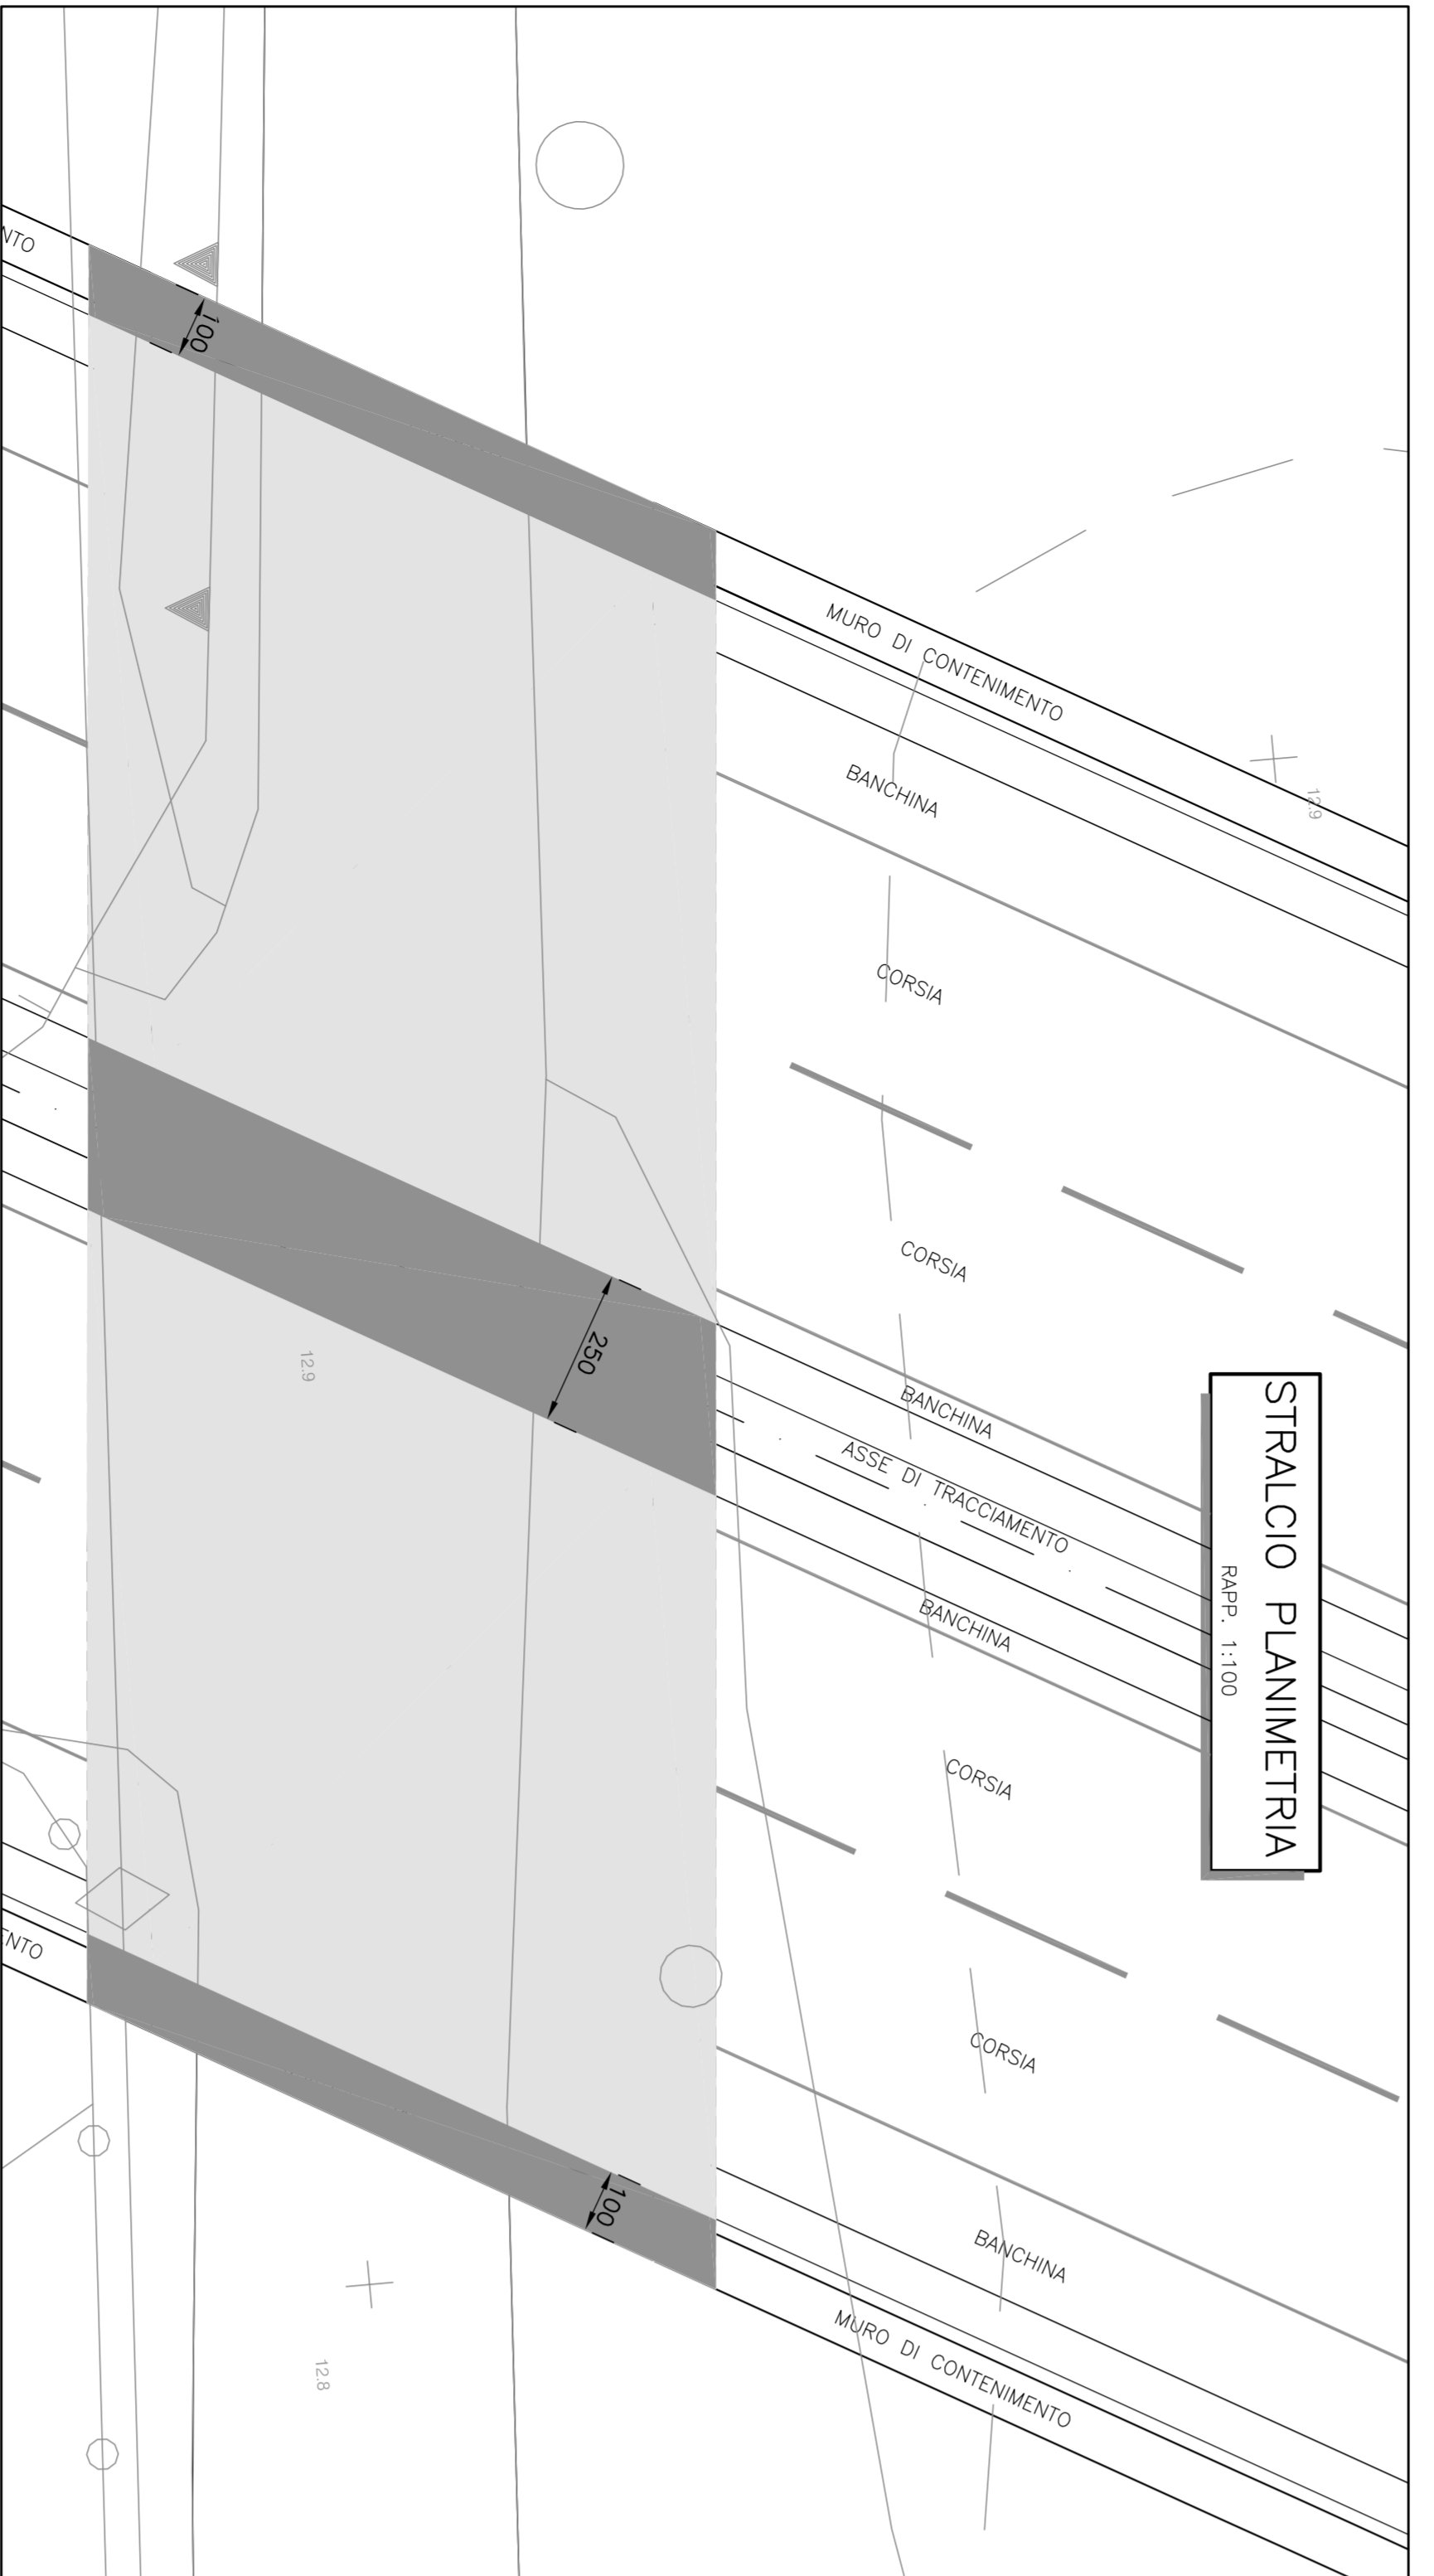 STRALCIO PLANIMETRIA
RAPP. 1:100
MURO DI CONTENIMENTO
12.9
BANCHINA
CORSIA
CORSIA
BANCHINA
ASSE DI TRACCIAMENTO
BANCHINA
CORSIA
CORSIA
BANCHINA
MURO DI CONTENIMENTO
NTO
100
250
12.9
100
ENTO
12.8